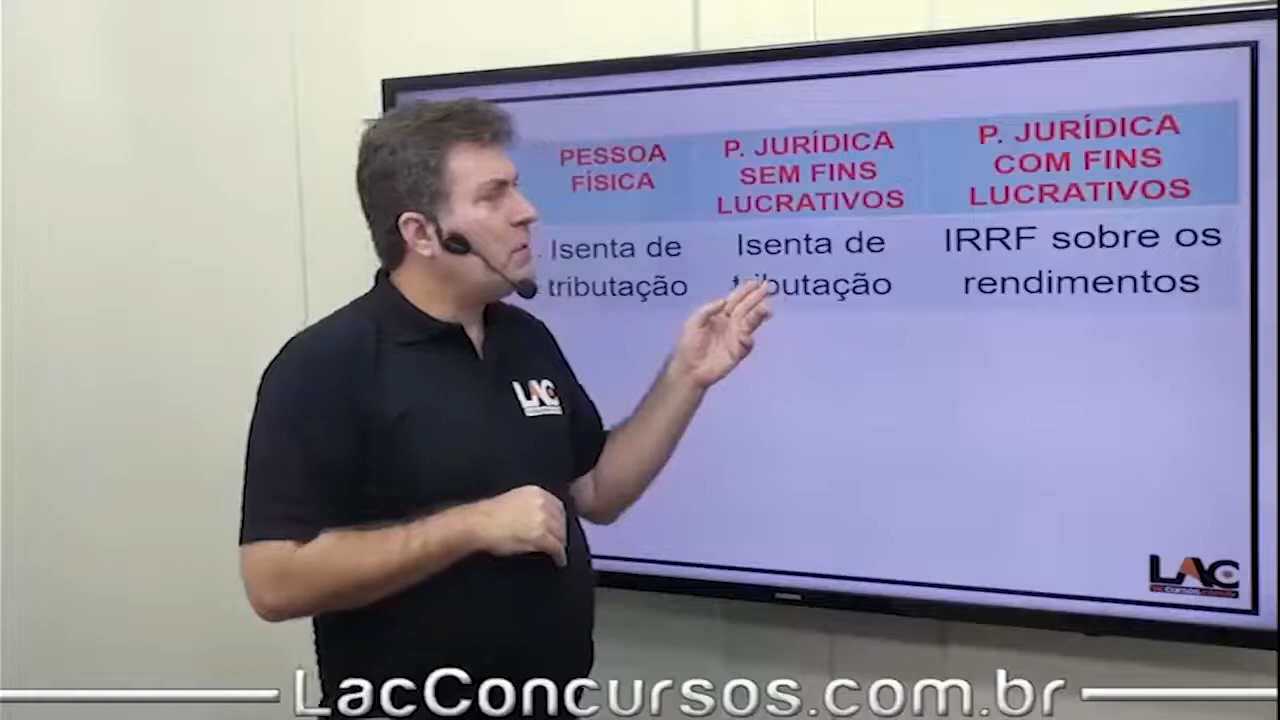 PESSOA
FÍSICA
P. JURÍDICA
SEM FINS
LUCRATIVOS
P. JURÍDICA
COM FINS
LUCRATIVOS
Isenta de
tributação
Isenta de
tributação
IRRF sobre os
rendimentos
LAC
LAC
LacConcursos.com.br